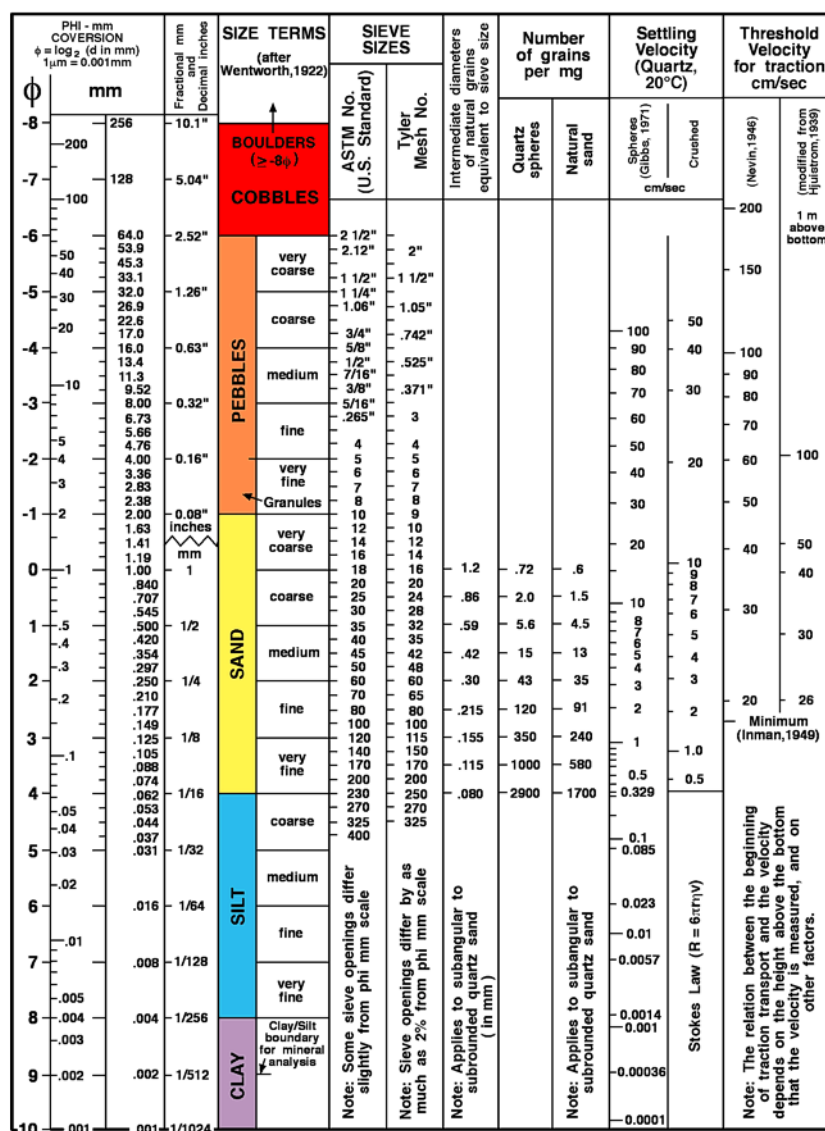 PHI - mm
COVERSION
ϕ = log₂ (d in mm)
1µm = 0.001mm
Fractional mm
and
Decimal inches
SIZE TERMS
(after
Wentworth,1922)
SIEVE
SIZES
ASTM No.
(U.S. Standard)
Tyler
Mesh No.
Intermediate diameters
of natural grains
equivalent to sieve size
Number
of grains
per mg
Quartz
spheres
Natural
sand
Settling
Velocity
(Quartz,
20°C)
Spheres
(Gibbs, 1971)
Crushed
cm/sec
Threshold
Velocity
for traction
cm/sec
(Nevin,1946)
(modified from
Hjuistrom,1939)
1 m
above
bottom
ϕ
mm
-8
-7
-6
-5
-4
-3
-2
-1
0
1
2
3
4
5
6
7
8
9
10
200
100
50
40
30
20
10
5
4
3
2
1
.5
.4
.3
.2
.1
.05
.04
.03
.02
.01
.005
.004
.003
.002
.001
256
128
64.0
53.9
45.3
33.1
32.0
26.9
22.6
17.0
16.0
13.4
11.3
9.52
8.00
6.73
5.66
4.76
4.00
3.36
2.83
2.38
2.00
1.63
1.41
1.19
1.00
.840
.707
.545
.500
.420
.354
.297
.250
.210
.177
.149
.125
.105
.088
.074
.062
.053
.044
.037
.031
.016
.008
.004
.002
.001
10.1"
5.04"
2.52"
1.26"
0.63"
0.32"
0.16"
0.08"
inches
mm
1
1/2
1/4
1/8
1/16
1/32
1/64
1/128
1/256
1/512
1/1024
BOULDERS
(≥ -8ϕ)
COBBLES
PEBBLES
SAND
SILT
CLAY
very
coarse
coarse
medium
fine
very
fine
Granules
very
coarse
coarse
medium
fine
very
fine
coarse
medium
fine
very
fine
Clay/Silt
boundary
for mineral
analysis
2 1/2"
2.12"
1 1/2"
1 1/4"
1.06"
3/4"
5/8"
1/2"
7/16"
3/8"
5/16"
.265"
4
5
6
7
8
10
12
14
16
18
20
25
30
35
40
45
50
60
70
80
100
120
140
170
200
230
270
325
400
2"
1 1/2"
1.05"
.742"
.525"
.371"
3
4
5
6
7
8
9
10
12
14
16
20
24
28
32
35
42
48
60
65
80
100
115
150
170
200
250
270
325
1.2
.86
.59
.42
.30
.215
.155
.115
.080
.72
2.0
5.6
15
43
120
350
1000
2900
.6
1.5
4.5
13
35
91
240
580
1700
100
90
80
70
60
50
40
30
20
10
8
7
6
5
4
3
2
1
0.5
0.329
0.1
0.085
0.023
0.01
0.0057
0.0014
0.001
0.00036
0.0001
50
40
30
20
10
9
8
7
6
5
4
3
2
1.0
0.5
Stokes Law (R = 6πrηv)
200
150
100
90
80
70
60
50
40
30
20
100
50
40
30
26
Minimum
(Inman,1949)
Note: Some sieve openings differ
slightly from phi mm scale
Note: Sieve openings differ by as
much as 2% from phi mm scale
Note: Applies to subangular to
subrounded quartz sand
( in mm )
Note: Applies to subangular to
subrounded quartz sand
Note: The relation between the beginning
of traction transport and the velocity
depends on the height above the bottom
that the velocity is measured, and on
other factors.